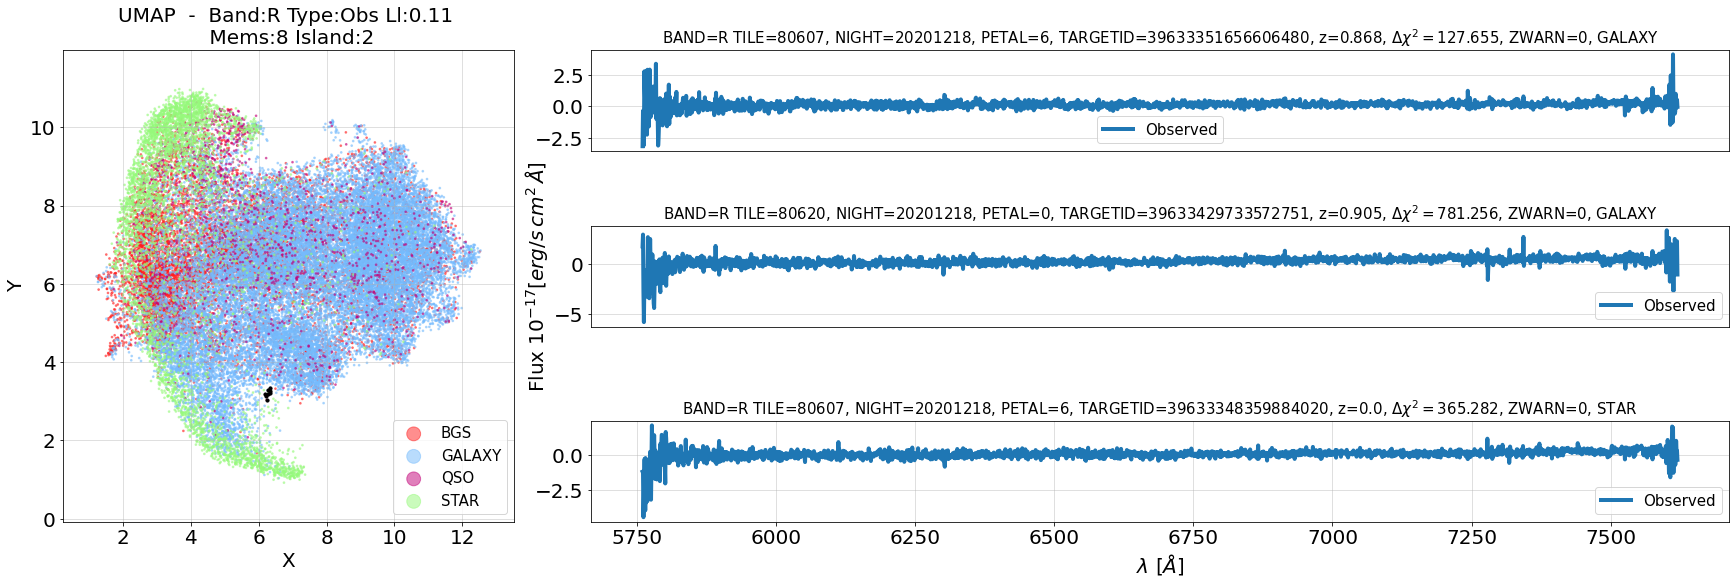 UMAP - Band:R Type:Obs Ll:0.11
Mems:8 Island:2
Y
10
8
6
4
2
0
2 4 6 8 10 12
X
BGS
GALAXY
QSO
STAR
Flux 10⁻¹⁷[erg/s cm² Å]
BAND=R TILE=80607, NIGHT=20201218, PETAL=6, TARGETID=39633351656606480, z=0.868, Δχ² = 127.655, ZWARN=0, GALAXY
2.5
0.0
−2.5
Observed
BAND=R TILE=80620, NIGHT=20201218, PETAL=0, TARGETID=39633429733572751, z=0.905, Δχ² = 781.256, ZWARN=0, GALAXY
0
−5
Observed
BAND=R TILE=80607, NIGHT=20201218, PETAL=6, TARGETID=39633348359884020, z=0.0, Δχ² = 365.282, ZWARN=0, STAR
0.0
−2.5
Observed
5750 6000 6250 6500 6750 7000 7250 7500
λ [Å]